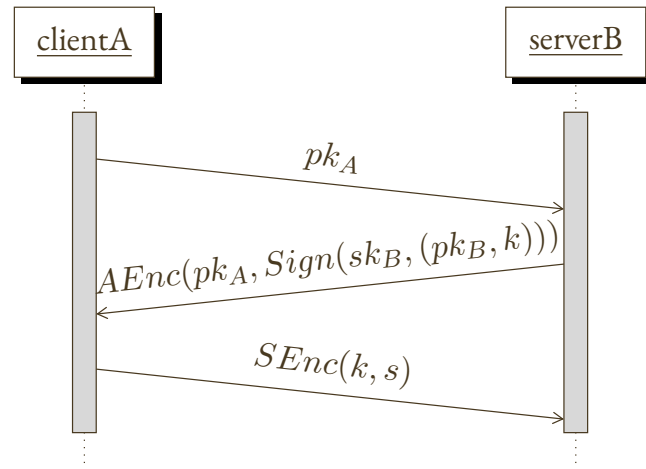 clientA
serverB
pk_A
AEnc(pk_A, Sign(sk_B, (pk_B, k)))
SEnc(k, s)